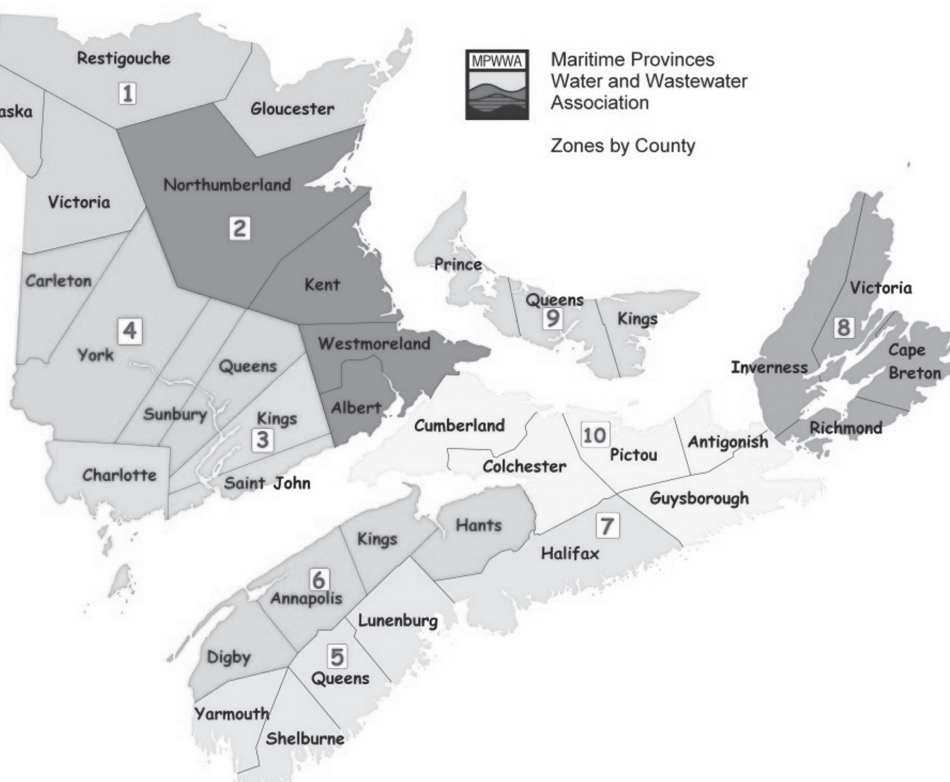 MPWWA
Maritime Provinces
Water and Wastewater
Association
Zones by County
Restigouche
1
aska
Gloucester
Victoria
Northumberland
2
Carleton
Kent
4
York
Queens
Westmoreland
Sunbury
Kings
3
Albert
Charlotte
Saint John
Prince
Queens
9
Kings
Victoria
8
Inverness
Cape
Breton
Richmond
Cumberland
10
Pictou
Antigonish
Colchester
Guysborough
Hants
7
Halifax
Kings
6
Annapolis
Lunenburg
Digby
5
Queens
Yarmouth
Shelburne